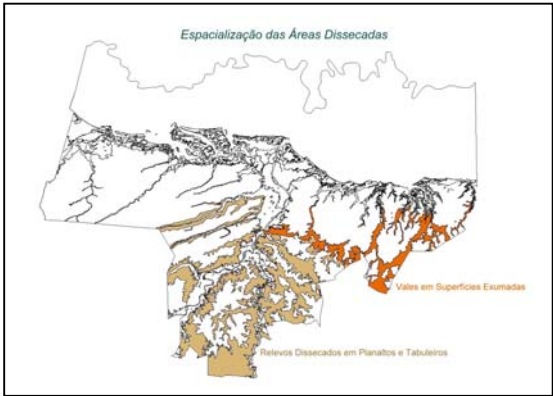 Espacialização das Áreas Dissecadas
Vales em Superfícies Exumadas
Relevos Dissecados em Planaltos e Tabuleiros